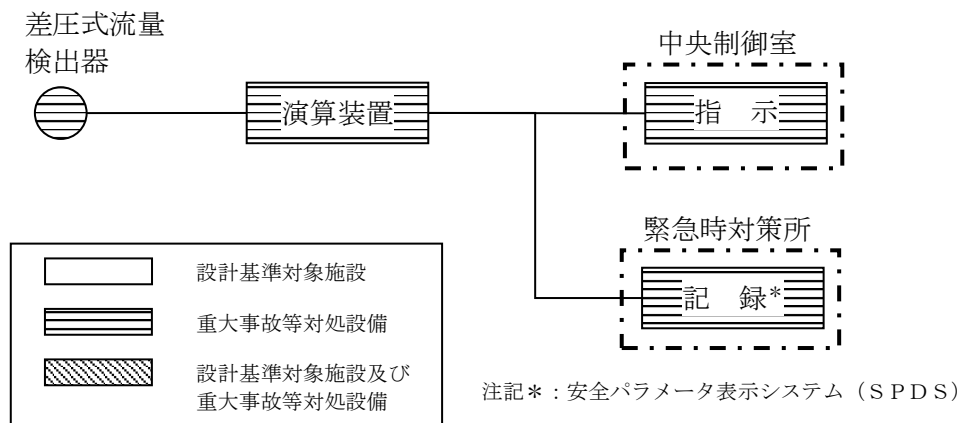 差圧式流量
検出器
演算装置
中央制御室
指　示
緊急時対策所
記　録*
設計基準対象施設
重大事故等対処設備
設計基準対象施設及び
重大事故等対処設備
注記＊：安全パラメータ表示システム（ＳＰＤＳ）